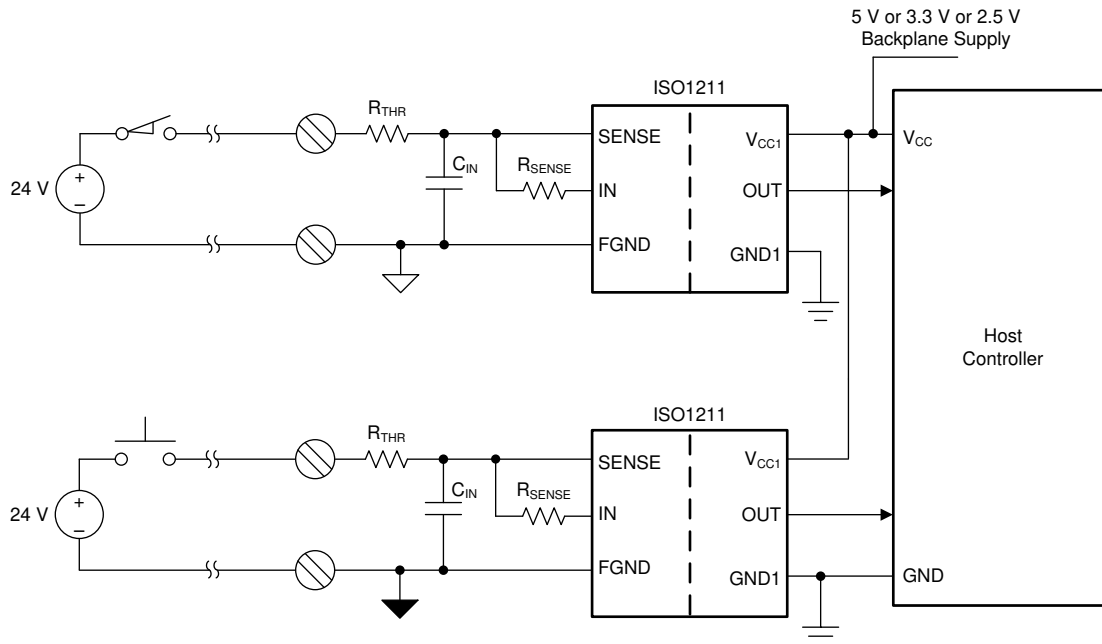 5 V or 3.3 V or 2.5 V
Backplane Supply
ISO1211
R_THR
SENSE
V_CC1
V_CC
C_IN
R_SENSE
24 V
+
−
IN
OUT
FGND
GND1
Host
Controller
ISO1211
R_THR
SENSE
V_CC1
C_IN
R_SENSE
24 V
+
−
IN
OUT
FGND
GND1
GND